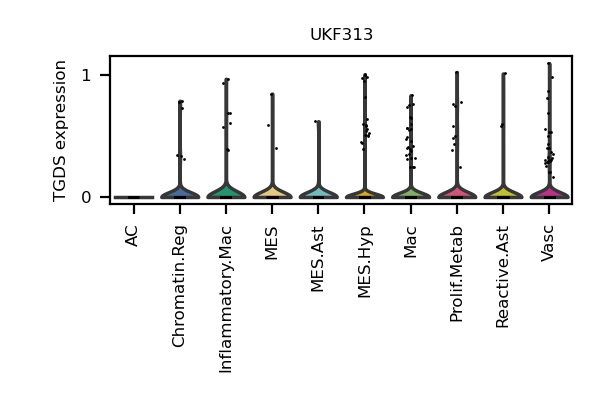 UKF313
TGDS expression
1
0
AC
Chromatin.Reg
Inflammatory.Mac
MES
MES.Ast
MES.Hyp
Mac
Prolif.Metab
Reactive.Ast
Vasc